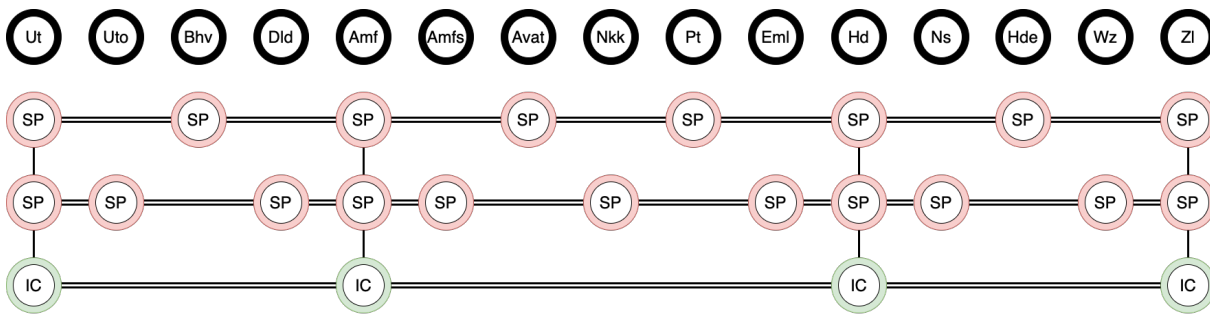 Ut Uto Bhv Dld Amf Amfs Avat Nkk Pt Eml Hd Ns Hde Wz Zl
SP SP SP SP SP SP SP SP
SP SP SP SP SP SP SP SP SP SP SP
IC IC IC IC